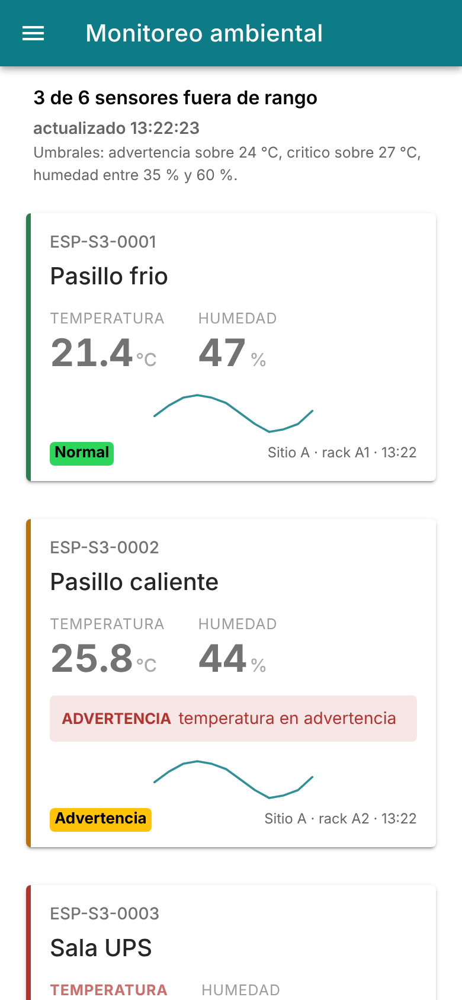 Monitoreo ambiental
3 de 6 sensores fuera de rango
actualizado 13:22:23
Umbrales: advertencia sobre 24 °C, critico sobre 27 °C,
humedad entre 35 % y 60 %.
ESP-S3-0001
Pasillo frio
TEMPERATURA HUMEDAD
21.4 °C 47 %
Normal Sitio A · rack A1 · 13:22
ESP-S3-0002
Pasillo caliente
TEMPERATURA HUMEDAD
25.8 °C 44 %
ADVERTENCIA temperatura en advertencia
Advertencia Sitio A · rack A2 · 13:22
ESP-S3-0003
Sala UPS
TEMPERATURA HUMEDAD